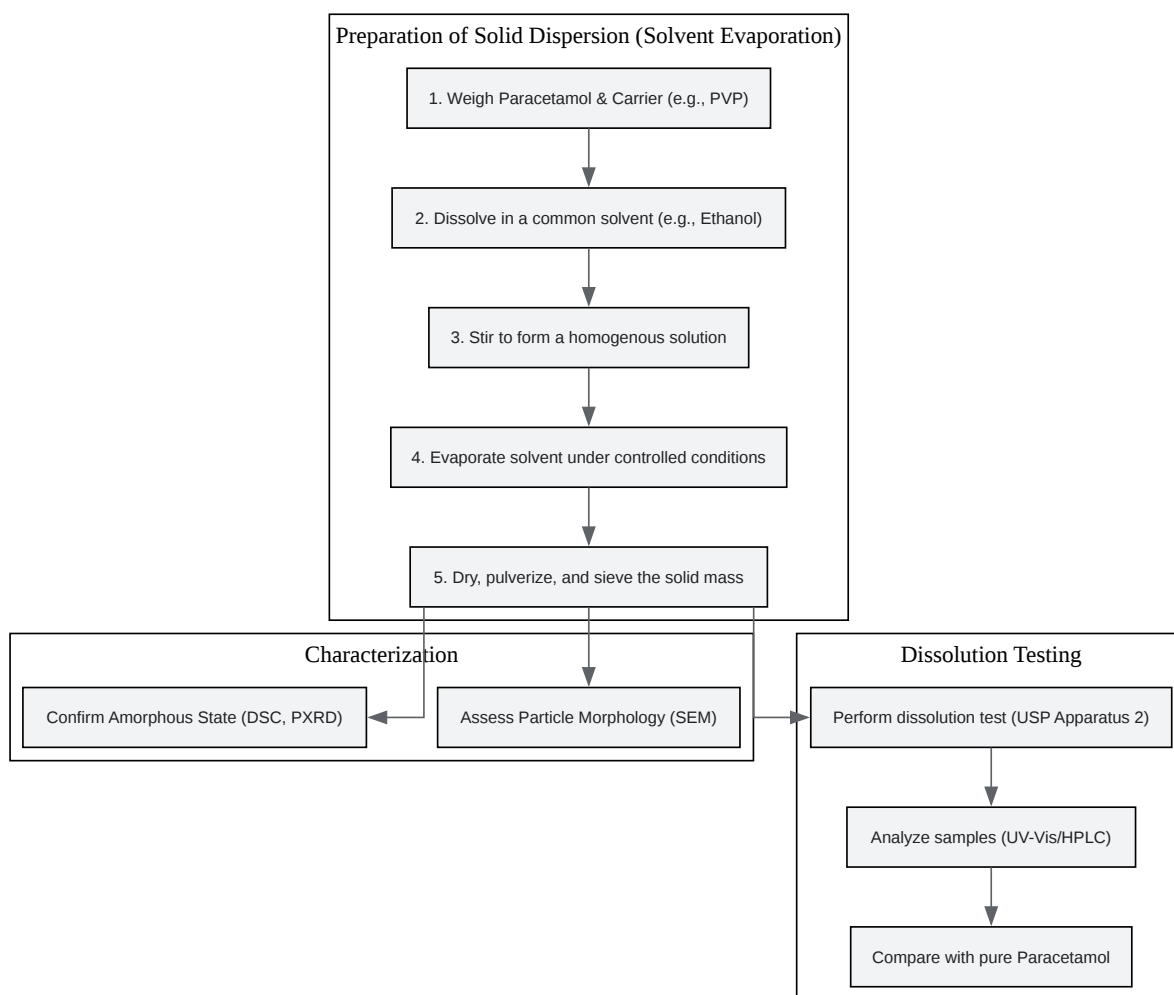 Preparation of Solid Dispersion (Solvent Evaporation)
1. Weigh Paracetamol & Carrier (e.g., PVP)
2. Dissolve in a common solvent (e.g., Ethanol)
3. Stir to form a homogenous solution
4. Evaporate solvent under controlled conditions
5. Dry, pulverize, and sieve the solid mass
Characterization
Confirm Amorphous State (DSC, PXRD)
Assess Particle Morphology (SEM)
Dissolution Testing
Perform dissolution test (USP Apparatus 2)
Analyze samples (UV-Vis/HPLC)
Compare with pure Paracetamol